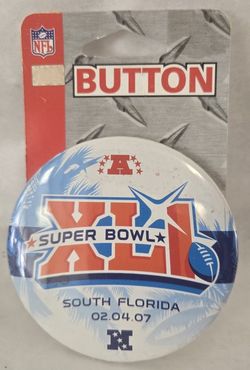 NFL
BUTTON
A
XLI
SUPER BOWL
SOUTH FLORIDA
02.04.07
N